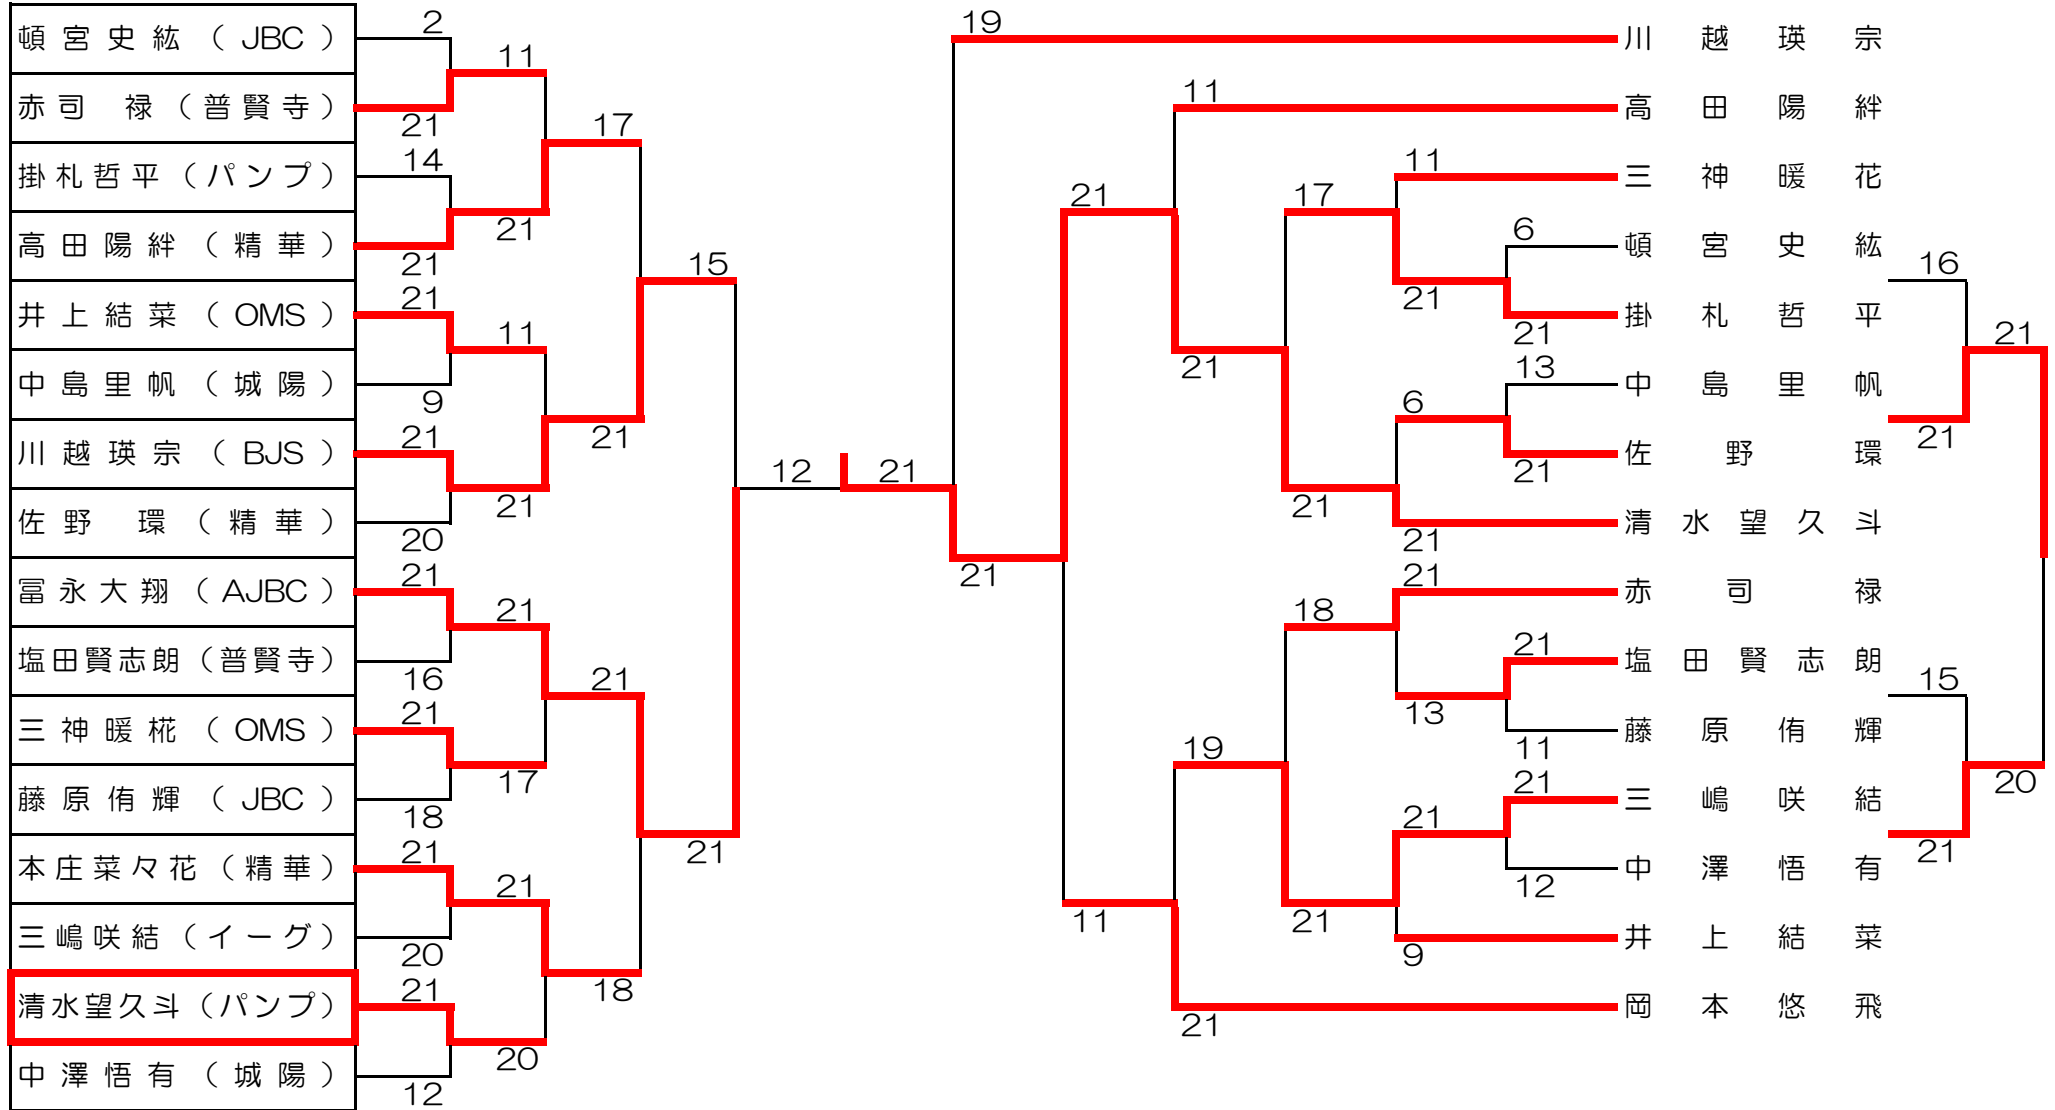 頓宮史紘（JBC）
赤司　禄（普賢寺）
掛札哲平（パンプ）
高田陽絆（精華）
井上結菜（OMS）
中島里帆（城陽）
川越瑛宗（BJS）
佐野　環（精華）
冨永大翔（AJBC）
塩田賢志朗（普賢寺）
三神暖椛（OMS）
藤原侑輝（JBC）
本庄菜々花（精華）
三嶋咲結（イーグ）
清水望久斗（パンプ）
中澤悟有（城陽）
2
21
14
21
21
9
21
20
21
16
21
18
21
20
21
12
11
21
11
21
21
17
21
20
17
21
21
18
15
21
12
21
19
21
21
11
11
21
19
21
17
21
18
21
11
21
6
21
21
13
21
9
6
21
13
21
21
11
21
12
川越瑛宗
高田陽絆
三神暖花
頓宮史紘
掛札哲平
中島里帆
佐野環
清水望久斗
赤司禄
塩田賢志朗
藤原侑輝
三嶋咲結
中澤悟有
井上結菜
岡本悠飛
16
21
15
21
21
20